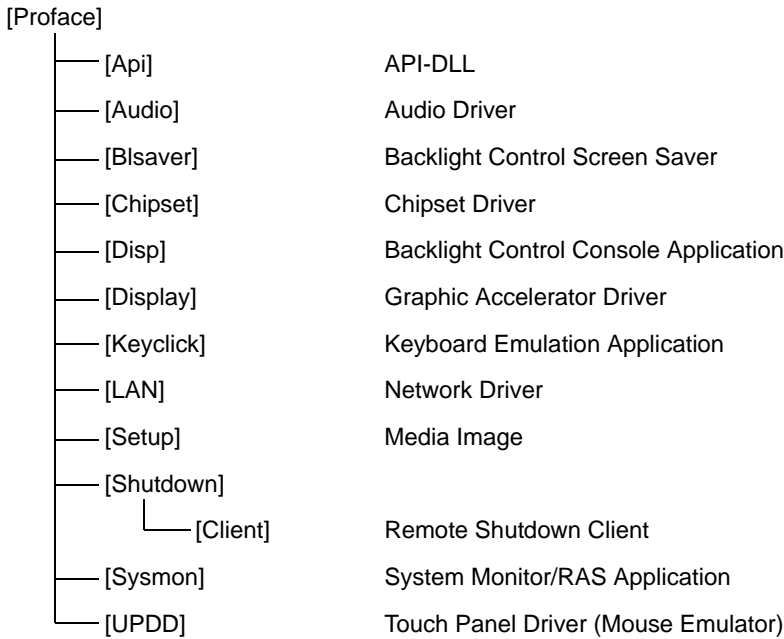 [Proface]
[Api] API-DLL
[Audio] Audio Driver
[Blsaver] Backlight Control Screen Saver
[Chipset] Chipset Driver
[Disp] Backlight Control Console Application
[Display] Graphic Accelerator Driver
[Keyclick] Keyboard Emulation Application
[LAN] Network Driver
[Setup] Media Image
[Shutdown]
[Client] Remote Shutdown Client
[Sysmon] System Monitor/RAS Application
[UPDD] Touch Panel Driver (Mouse Emulator)